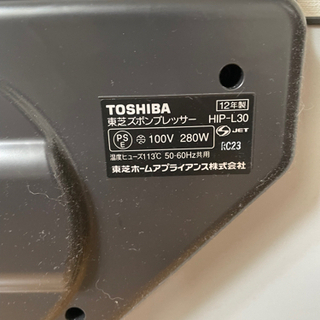 TOSHIBA 12年製
東芝ズボンプレッサー HIP-L30
PS E 100V 280W JET
温度ヒューズ113℃ 50-60Hz共用 C23
東芝ホームアプライアンス株式会社